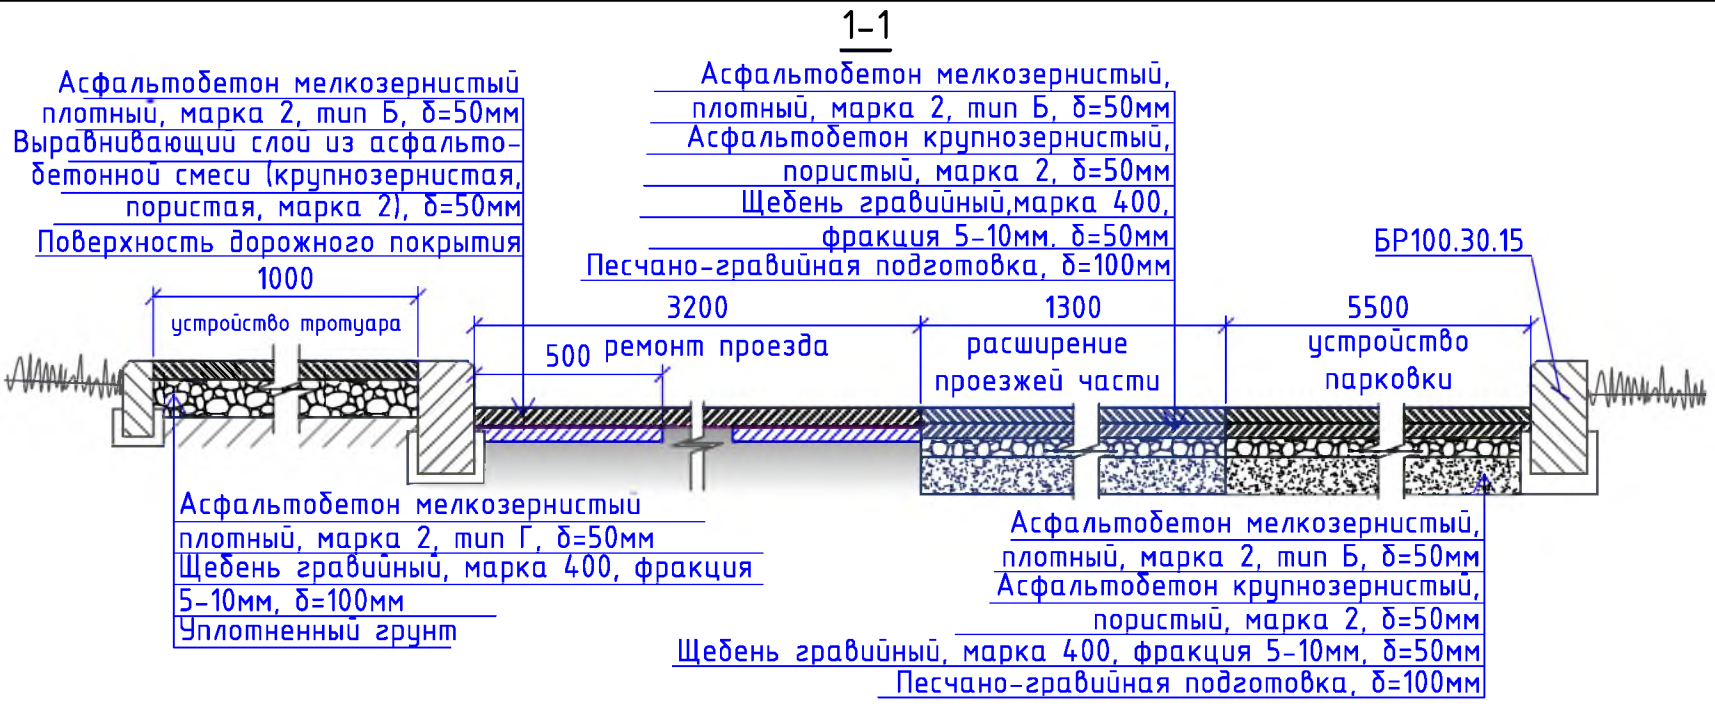 1-1
Асфальтобетон мелкозернистый
плотный, марка 2, тип Б, δ=50мм
Выравнивающий слой из асфальто-
бетонной смеси (крупнозернистая,
пористая, марка 2), δ=50мм
Поверхность дорожного покрытия
Асфальтобетон мелкозернистый,
плотный, марка 2, тип Б, δ=50мм
Асфальтобетон крупнозернистый,
пористый, марка 2, δ=50мм
Щебень гравийный,марка 400,
фракция 5-10мм. δ=50мм
Песчано-гравийная подготовка, δ=100мм
БР100.30.15
1000
устройство тротуара
3200
ремонт проезда
500
1300
расширение
проезжей части
5500
устройство
парковки
Асфальтобетон мелкозернистый
плотный, марка 2, тип Г, δ=50мм
Щебень гравийный, марка 400, фракция
5-10мм, δ=100мм
Уплотненный грунт
Асфальтобетон мелкозернистый,
плотный, марка 2, тип Б, δ=50мм
Асфальтобетон крупнозернистый,
пористый, марка 2, δ=50мм
Щебень гравийный, марка 400, фракция 5-10мм, δ=50мм
Песчано-гравийная подготовка, δ=100мм